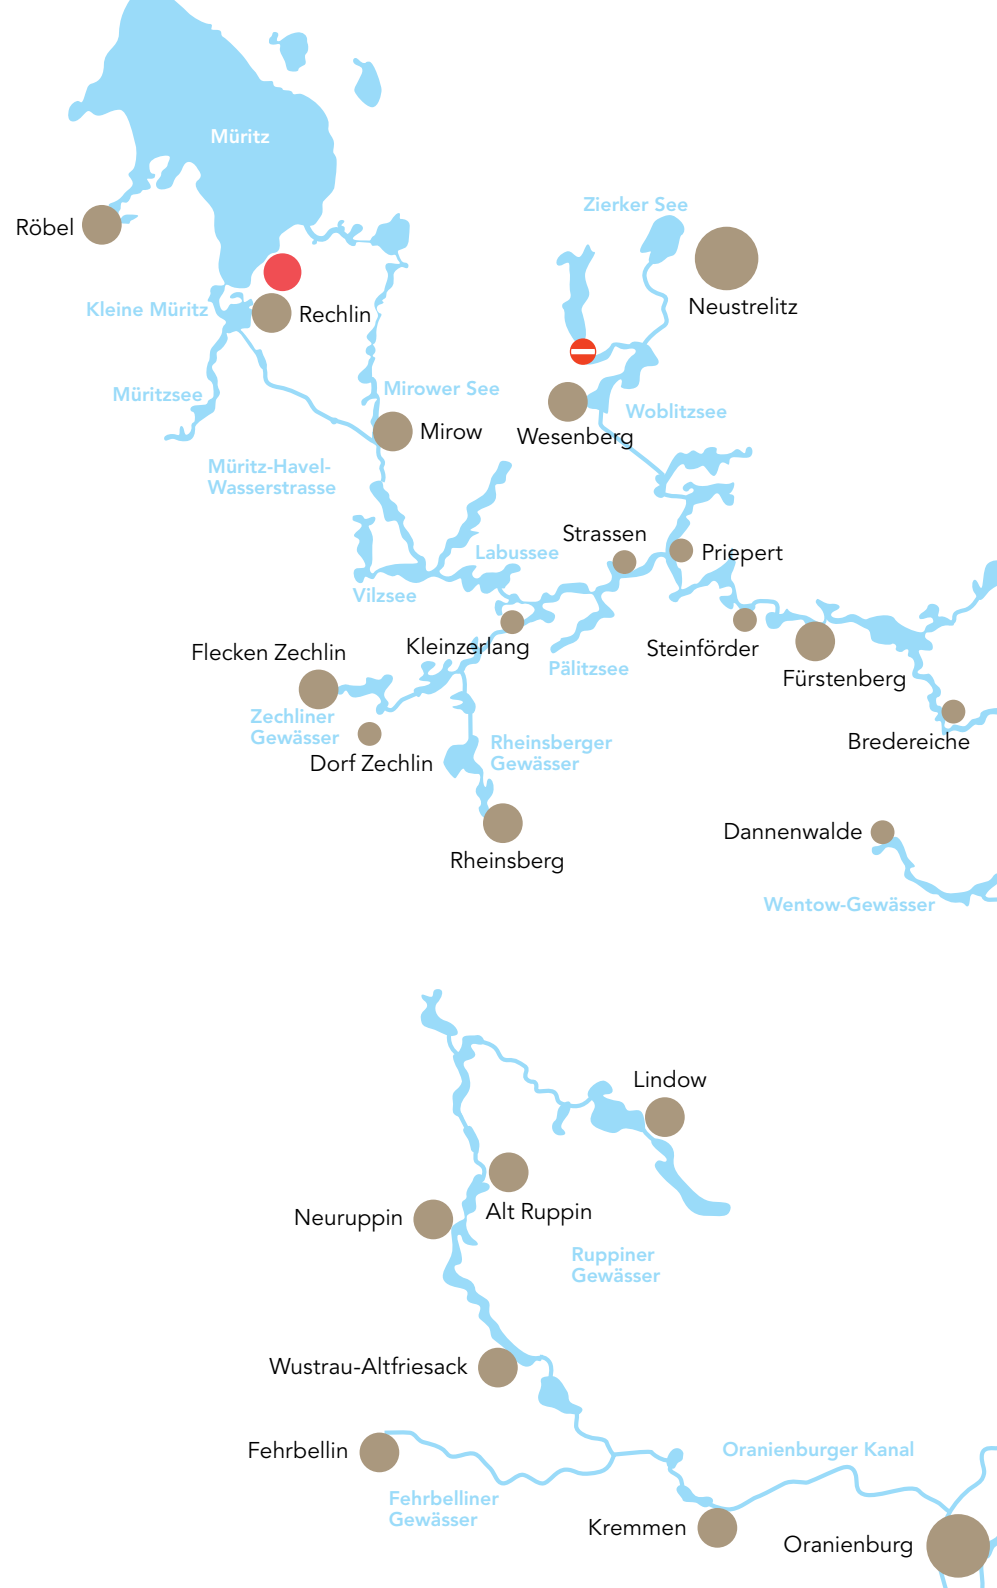 Müritz
Zierker See
Röbel
Neustrelitz
Kleine Müritz
Rechlin
Müritzsee
Mirower See
Woblitzsee
Mirow
Wesenberg
Müritz-Havel-
Wasserstrasse
Strassen
Labussee
Priepert
Vilzsee
Kleinzerlang
Steinförder
Flecken Zechlin
Pälitzsee
Fürstenberg
Zechliner
Gewässer
Bredereiche
Rheinsberger
Gewässer
Dorf Zechlin
Dannenwalde
Rheinsberg
Wentow-Gewässer
Lindow
Alt Ruppin
Neuruppin
Ruppiner
Gewässer
Wustrau-Altfriesack
Fehrbellin
Oranienburger Kanal
Fehrbelliner
Gewässer
Kremmen
Oranienburg